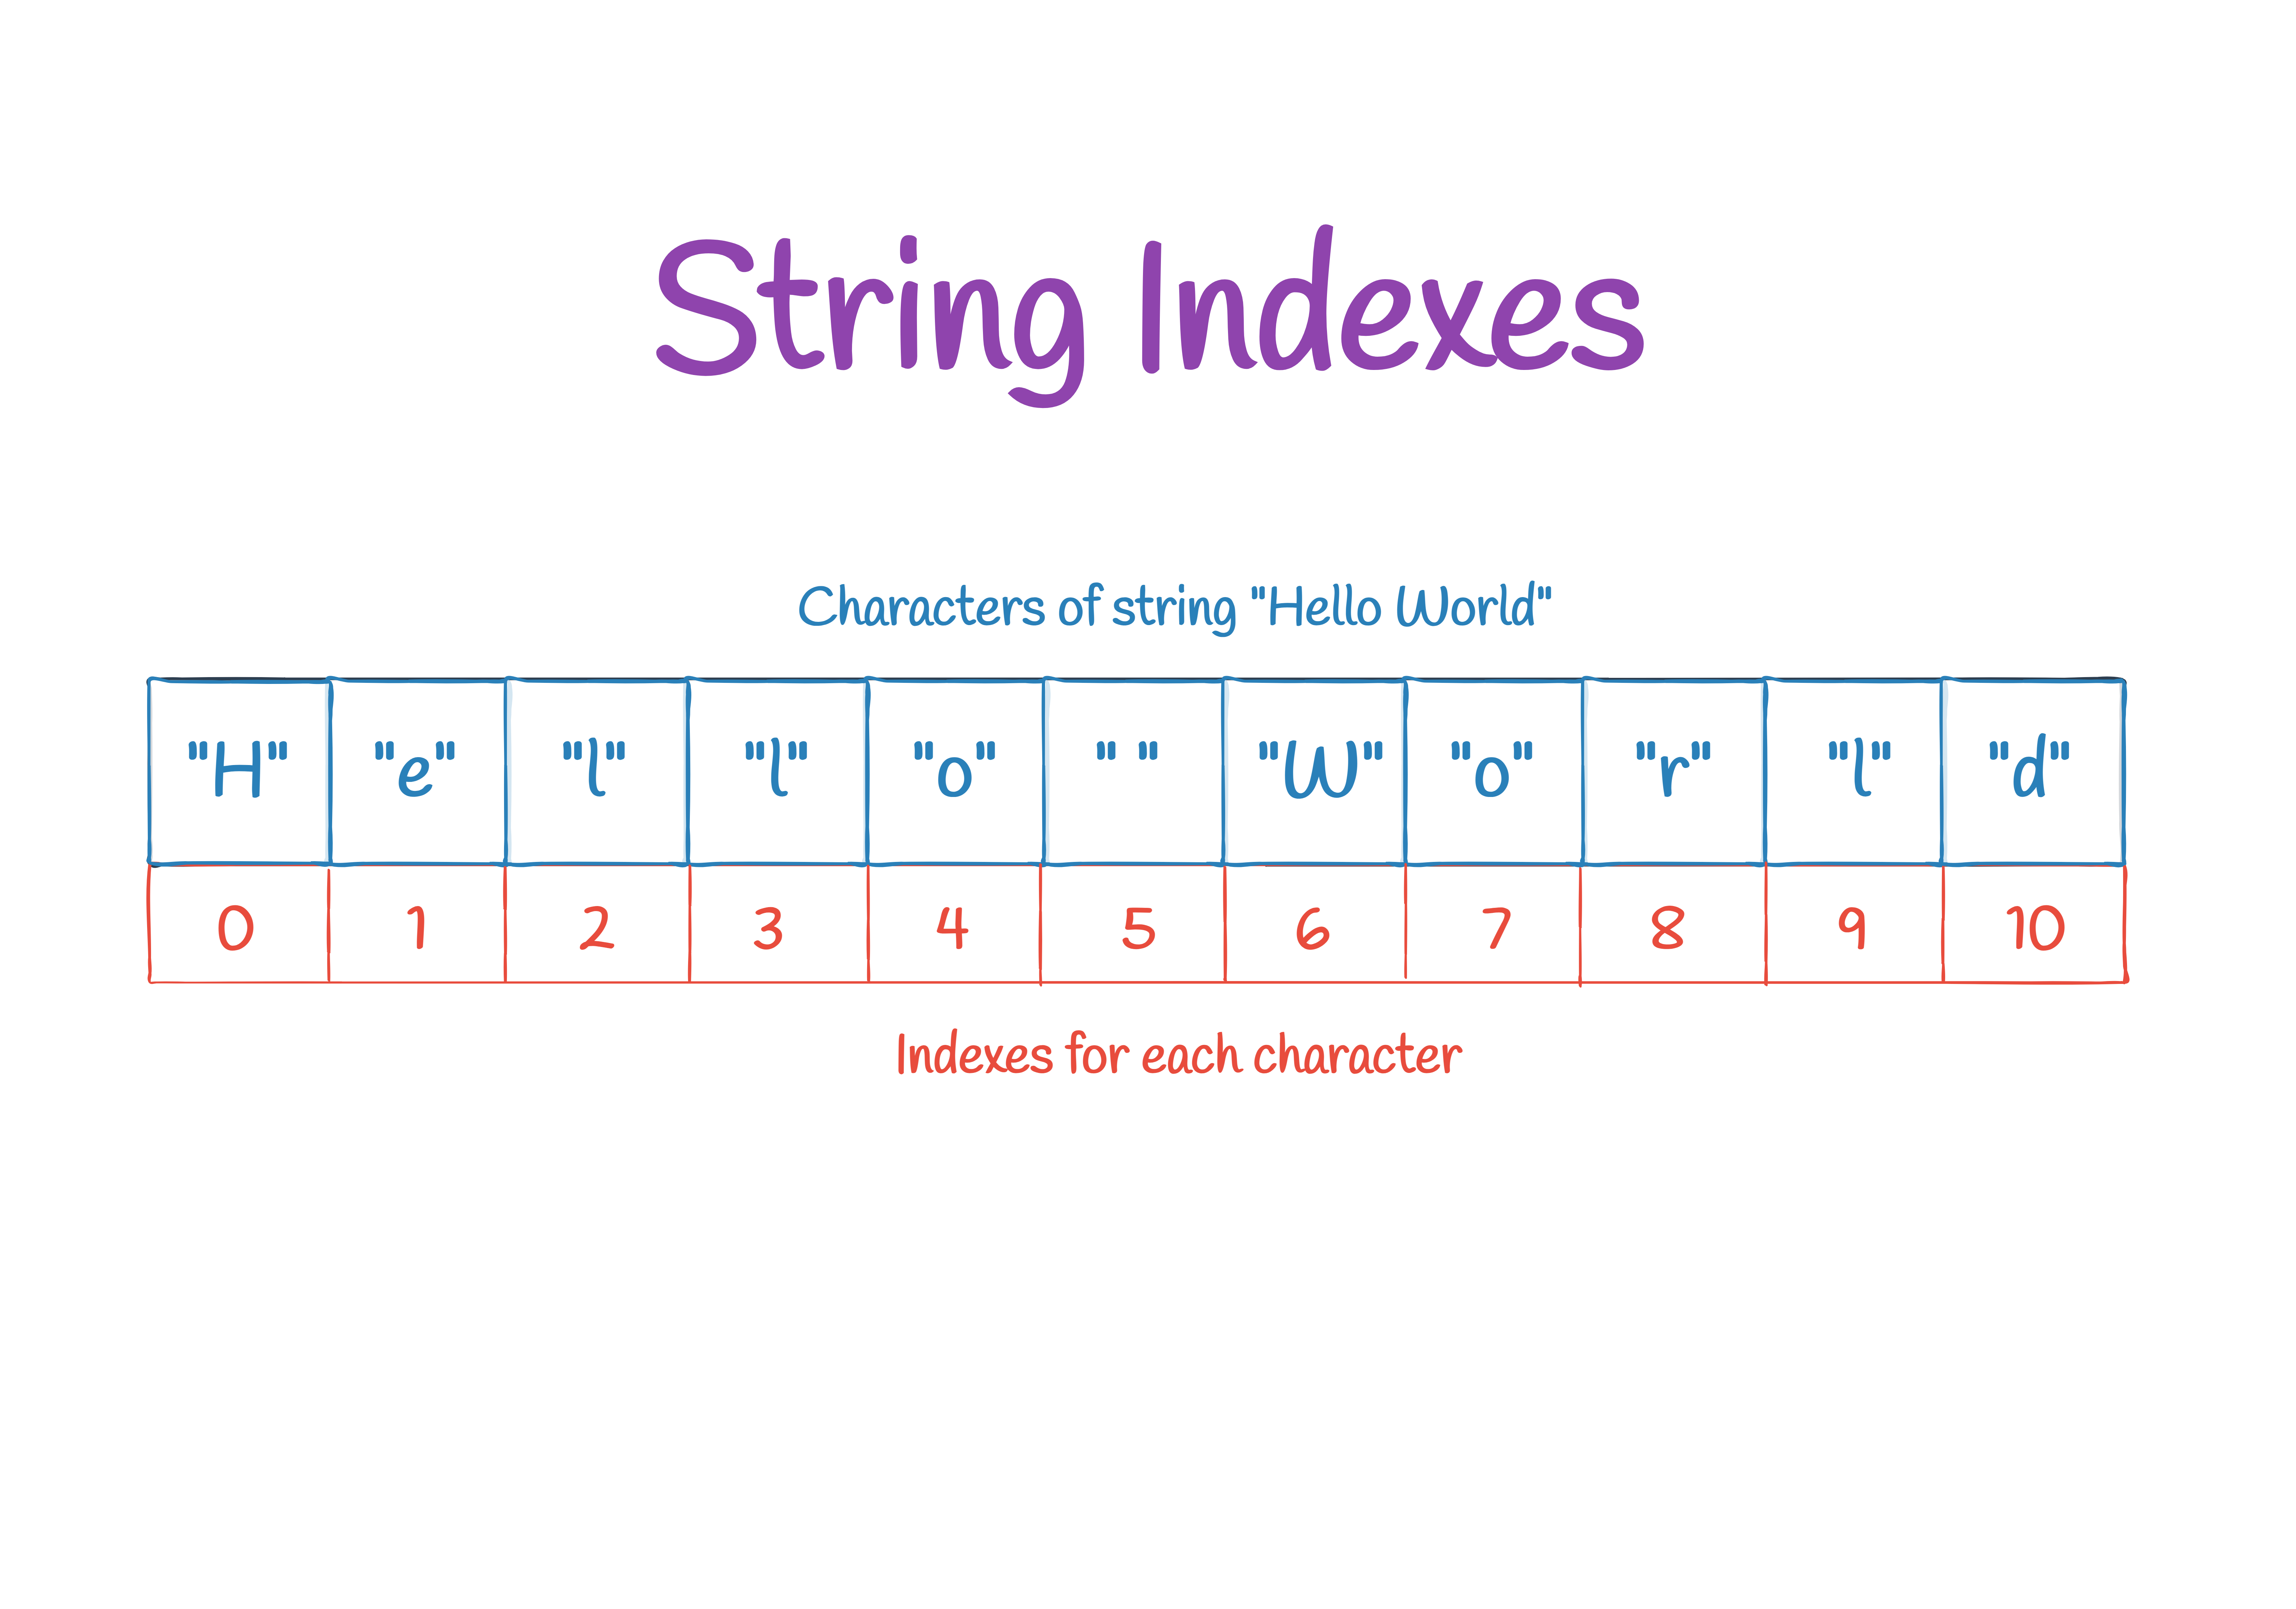 String Indexes
Characters of string "Hello World"
"H" "e" "l" "l" "o" " " "W" "o" "r" "l" "d"
0 1 2 3 4 5 6 7 8 9 10
Indexes for each character